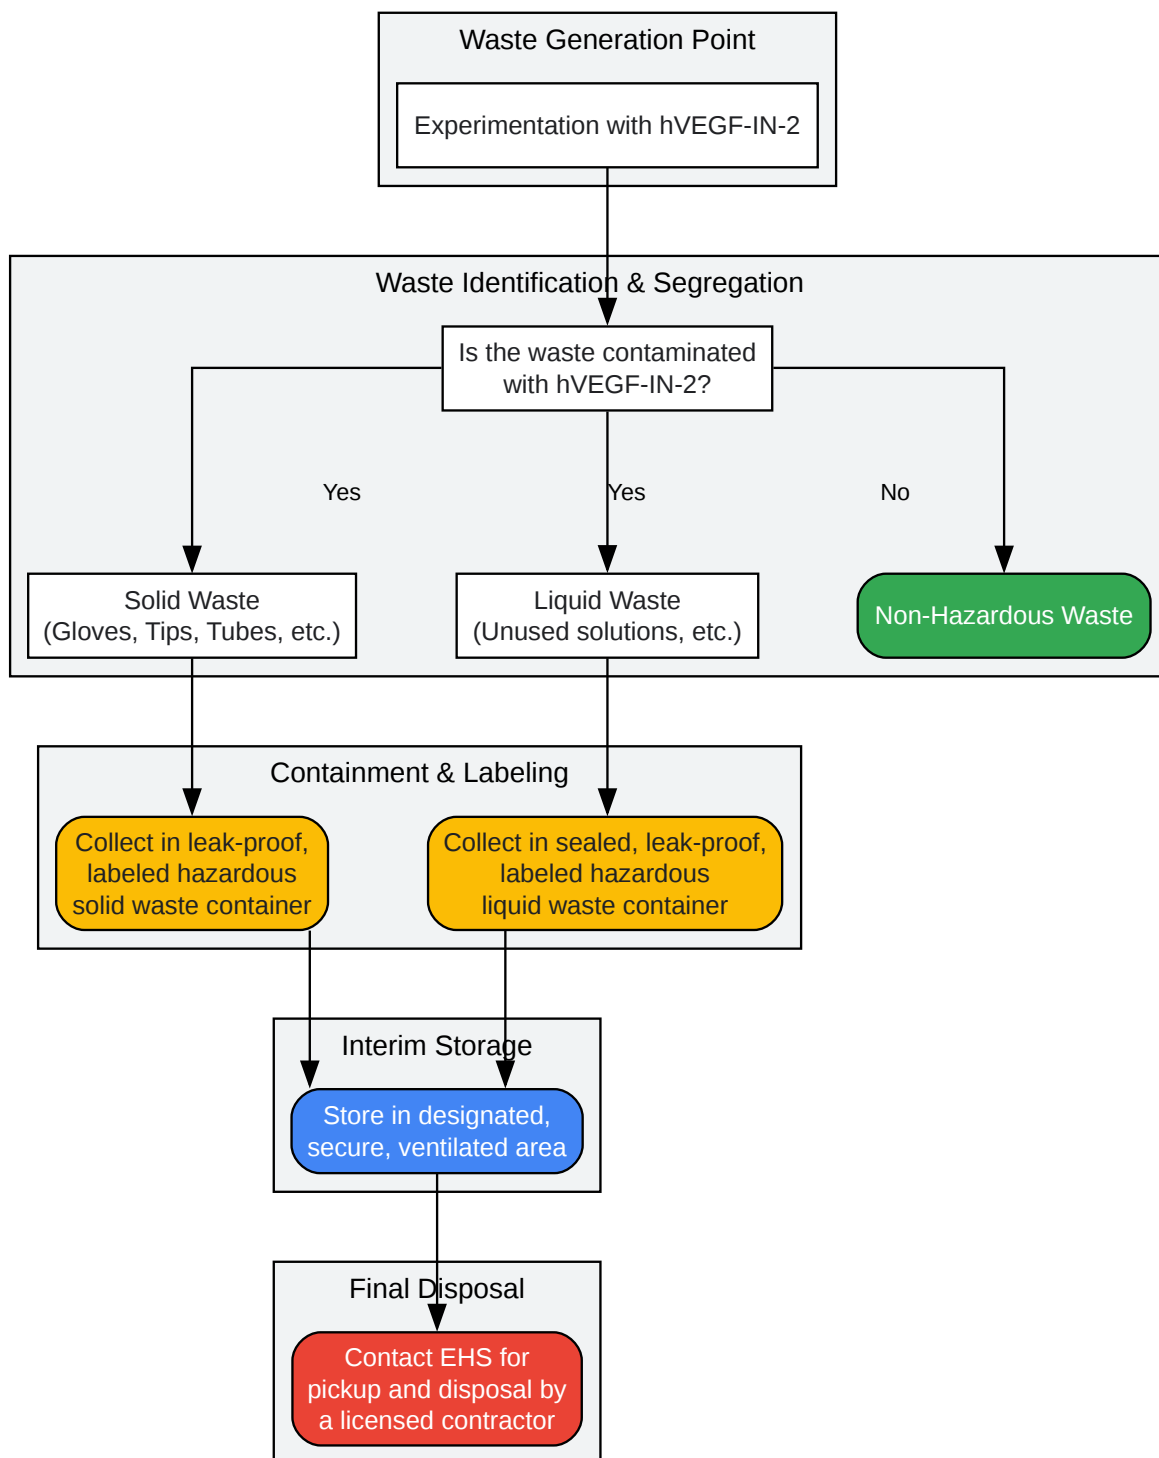 Waste Generation Point
Experimentation with hVEGF-IN-2
Waste Identification & Segregation
Is the waste contaminated
with hVEGF-IN-2?
Yes
Yes
No
Solid Waste
(Gloves, Tips, Tubes, etc.)
Liquid Waste
(Unused solutions, etc.)
Non-Hazardous Waste
Containment & Labeling
Collect in leak-proof,
labeled hazardous
solid waste container
Collect in sealed, leak-proof,
labeled hazardous
liquid waste container
Interim Storage
Store in designated,
secure, ventilated area
Final Disposal
Contact EHS for
pickup and disposal by
a licensed contractor